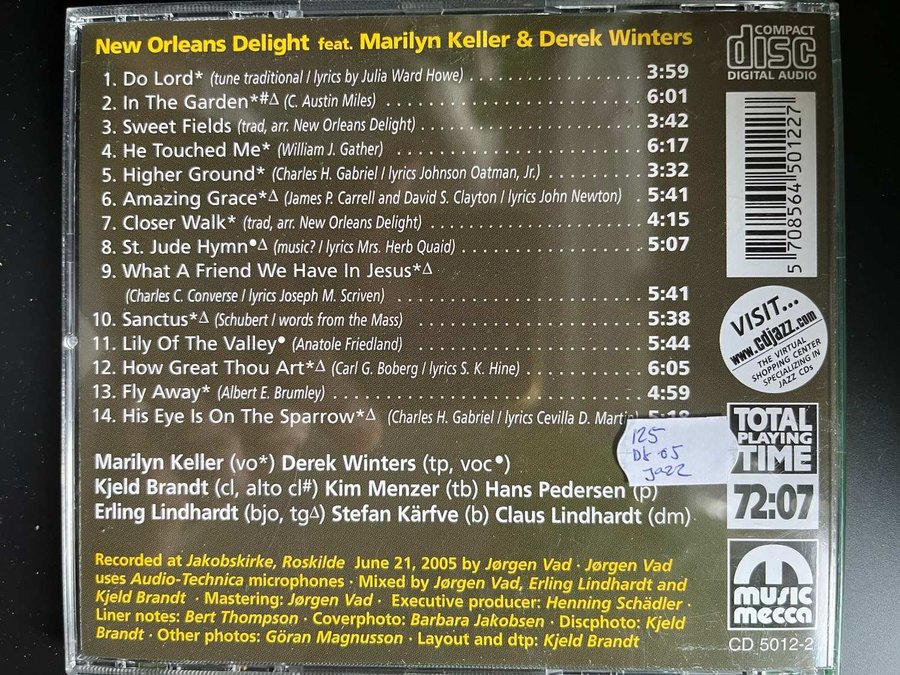 New Orleans Delight feat. Marilyn Keller & Derek Winters
1. Do Lord* (tune traditional / lyrics by Julia Ward Howe) 3:59
2. In The Garden*#∆ (C. Austin Miles) 6:01
3. Sweet Fields (trad, arr. New Orleans Delight) 3:42
4. He Touched Me* (William J. Gather) 6:17
5. Higher Ground* (Charles H. Gabriel / lyrics Johnson Oatman, Jr.) 3:32
6. Amazing Grace*∆ (James P. Carrell and David S. Clayton / lyrics John Newton) 5:41
7. Closer Walk* (trad, arr. New Orleans Delight) 4:15
8. St. Jude Hymn•∆ (music? / lyrics Mrs. Herb Quaid) 5:07
9. What A Friend We Have In Jesus*∆
(Charles C. Converse / lyrics Joseph M. Scriven) 5:41
10. Sanctus*∆ (Schubert / words from the Mass) 5:38
11. Lily Of The Valley• (Anatole Friedland) 5:44
12. How Great Thou Art*∆ (Carl G. Boberg / lyrics S. K. Hine) 6:05
13. Fly Away* (Albert E. Brumley) 4:59
14. His Eye Is On The Sparrow*∆ (Charles H. Gabriel / lyrics Cevilla D. Martin) 5:18
Marilyn Keller (vo*) Derek Winters (tp, voc•)
Kjeld Brandt (cl, alto cl#) Kim Menzer (tb) Hans Pedersen (p)
Erling Lindhardt (bjo, tg∆) Stefan Kärfve (b) Claus Lindhardt (dm)
Recorded at Jakobskirke, Roskilde June 21, 2005 by Jørgen Vad · Jørgen Vad
uses Audio-Technica microphones · Mixed by Jørgen Vad, Erling Lindhardt and
Kjeld Brandt · Mastering: Jørgen Vad · Executive producer: Henning Schädler ·
Liner notes: Bert Thompson · Coverphoto: Barbara Jakobsen · Discphoto: Kjeld
Brandt · Other photos: Göran Magnusson · Layout and dtp: Kjeld Brandt
COMPACT
disc
DIGITAL AUDIO
5 708564 501227
VISIT...
www.cdjazz.com
THE VIRTUAL
SHOPPING CENTER
SPECIALIZING IN
JAZZ CDs
125
Dk 05
Jazz
TOTAL
PLAYING
TIME
72:07
music
mecca
CD 5012-2